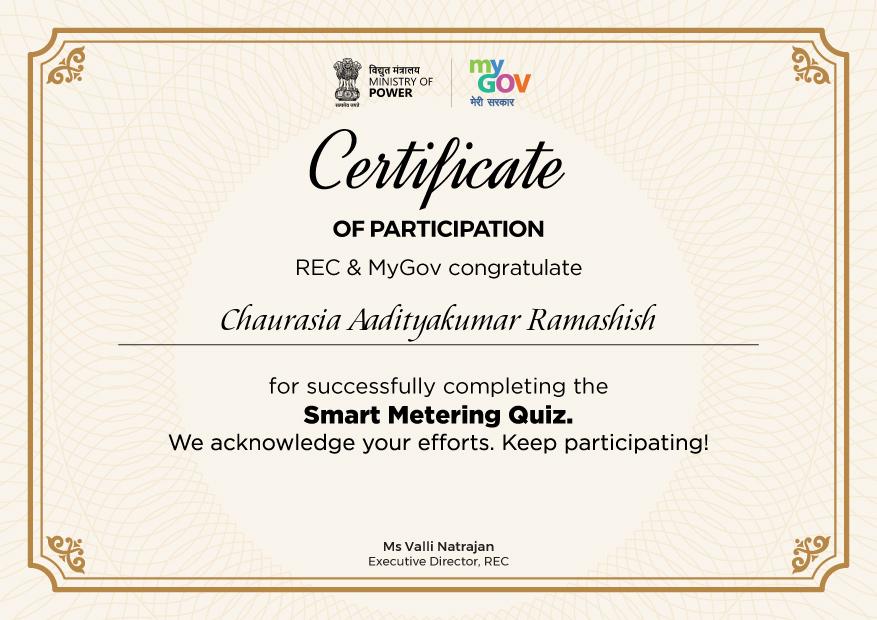 विद्युत मंत्रालय
MINISTRY OF
POWER
सत्यमेव जयते
my
GOV
मेरी सरकार
Certificate
OF PARTICIPATION
REC & MyGov congratulate
Chaurasia Aadityakumar Ramashish
for successfully completing the
Smart Metering Quiz.
We acknowledge your efforts. Keep participating!
Ms Valli Natrajan
Executive Director, REC